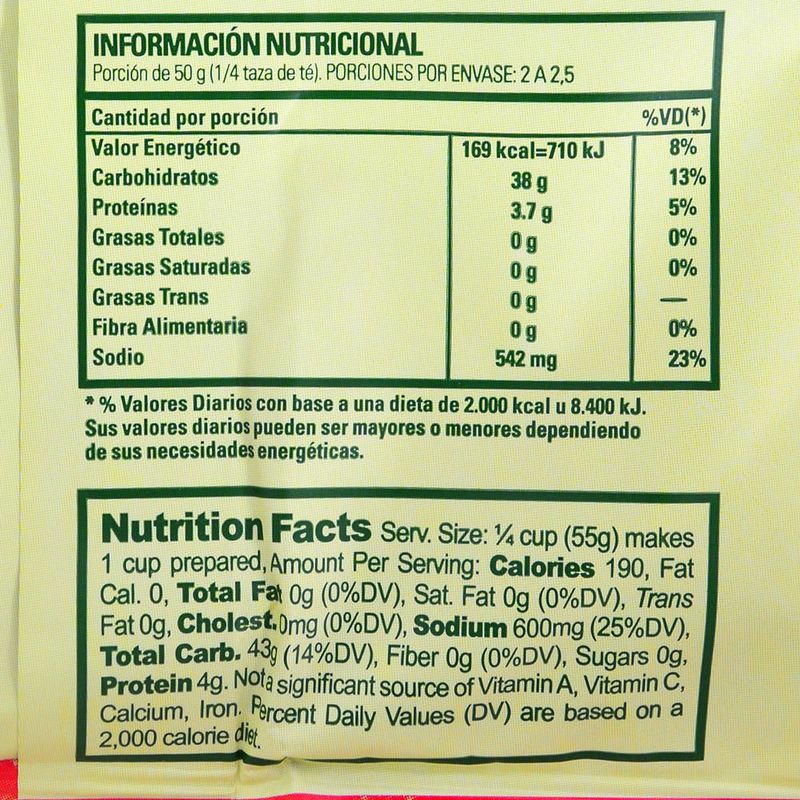 INFORMACIÓN NUTRICIONAL
Porción de 50 g (1/4 taza de té). PORCIONES POR ENVASE: 2 A 2,5
Cantidad por porción %VD(*)
Valor Energético 169 kcal=710 kJ 8%
Carbohidratos 38 g 13%
Proteínas 3.7 g 5%
Grasas Totales 0 g 0%
Grasas Saturadas 0 g 0%
Grasas Trans 0 g —
Fibra Alimentaria 0 g 0%
Sodio 542 mg 23%
* % Valores Diarios con base a una dieta de 2.000 kcal u 8.400 kJ.
Sus valores diarios pueden ser mayores o menores dependiendo
de sus necesidades energéticas.
Nutrition Facts Serv. Size: ¼ cup (55g) makes
1 cup prepared, Amount Per Serving: Calories 190, Fat
Cal. 0, Total Fat 0g (0%DV), Sat. Fat 0g (0%DV), Trans
Fat 0g, Cholest. 0mg (0%DV), Sodium 600mg (25%DV),
Total Carb. 43g (14%DV), Fiber 0g (0%DV), Sugars 0g,
Protein 4g. Not a significant source of Vitamin A, Vitamin C,
Calcium, Iron. Percent Daily Values (DV) are based on a
2,000 calorie diet.